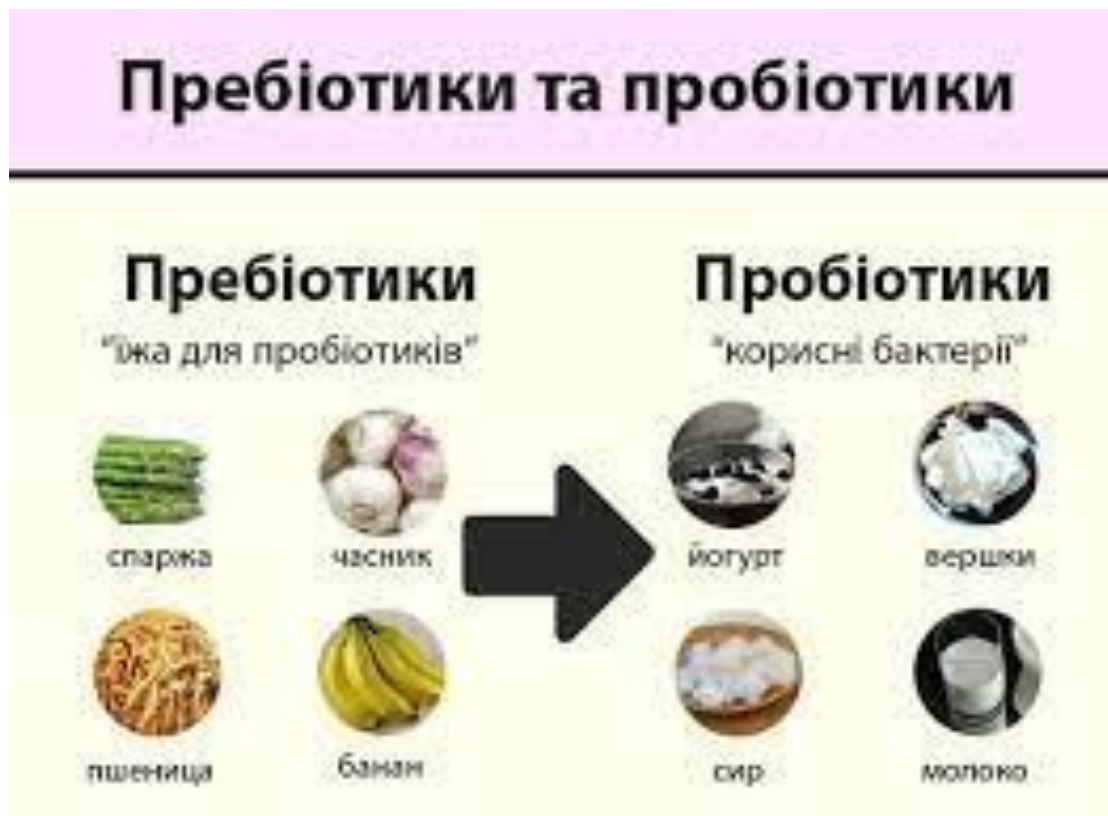 Пребіотики та пробіотики
Пребіотики
"їжа для пробіотиків"
спаржа
часник
пшениця
банан
Пробіотики
"корисні бактерії"
йогурт
вершки
сир
молоко